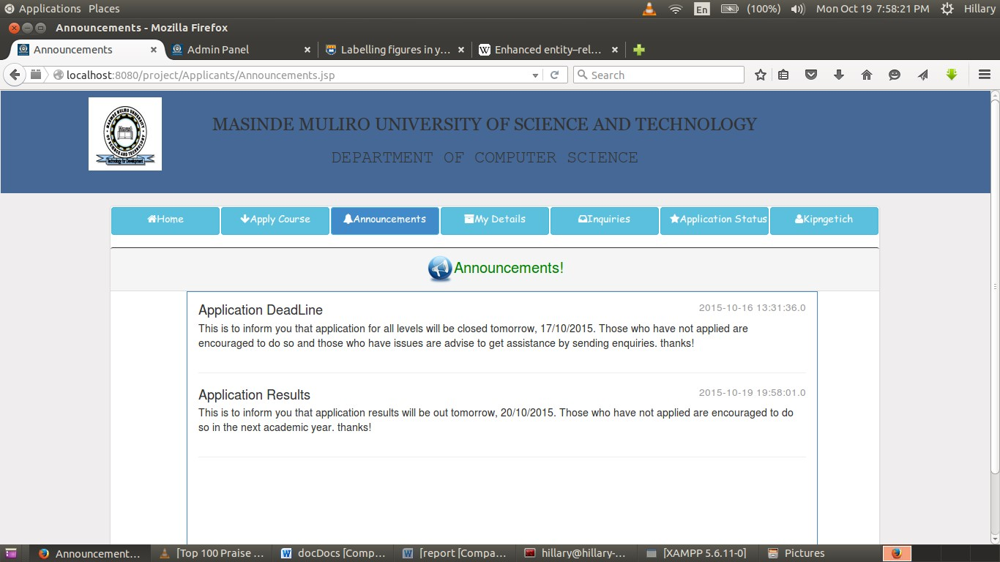 Applications Places En (100%) Mon Oct 19 7:58:21 PM Hillary
Announcements - Mozilla Firefox
Announcements Admin Panel Labelling figures in y... Enhanced entity–rel...
localhost:8080/project/Applicants/Announcements.jsp Search
MASINDE MULIRO UNIVERSITY OF SCIENCE AND TECHNOLOGY
DEPARTMENT OF COMPUTER SCIENCE
Home Apply Course Announcements My Details Inquiries Application Status Kipngetich
Announcements!
Application DeadLine 2015-10-16 13:31:36.0
This is to inform you that application for all levels will be closed tomorrow, 17/10/2015. Those who have not applied are
encouraged to do so and those who have issues are advise to get assistance by sending enquiries. thanks!
Application Results 2015-10-19 19:58:01.0
This is to inform you that application results will be out tomorrow, 20/10/2015. Those who have not applied are encouraged to do
so in the next academic year. thanks!
Announcement... [Top 100 Praise ... docDocs [Comp... [report [Compa... hillary@hillary-... [XAMPP 5.6.11-0] Pictures